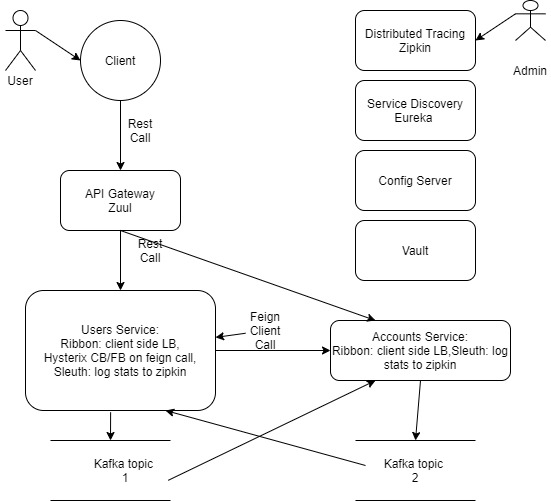 User
Client
Distributed Tracing
Zipkin
Admin
Service Discovery
Eureka
Rest
Call
API Gateway
Zuul
Config Server
Rest
Call
Vault
Users Service:
Ribbon: client side LB,
Hysterix CB/FB on feign call,
Sleuth: log stats to zipkin
Feign
Client
Call
Accounts Service:
Ribbon: client side LB,Sleuth: log
stats to zipkin
Kafka topic
1
Kafka topic
2